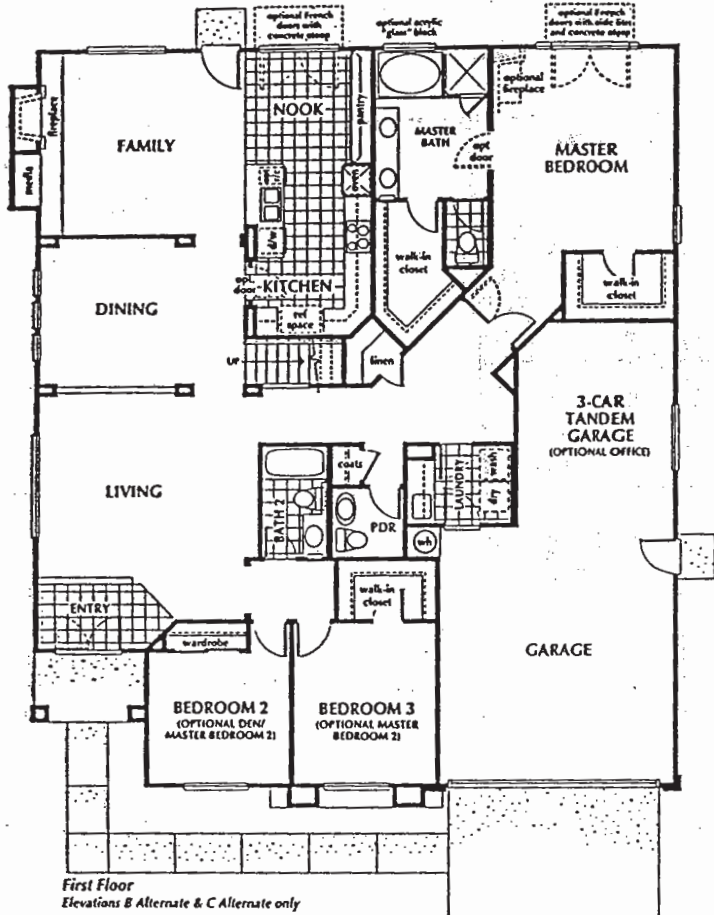 optional French
doors with
concrete stoop
optional acrylic
"glass" block
optional French
doors with side lites
and concrete stoop
fireplace
media
FAMILY
NOOK
pantry
MASTER
BATH
opt.
door
optional
fireplace
MASTER
BEDROOM
oven
d/w
walk-in
closet
walk-in
closet
DINING
opt.
door
KITCHEN
ref
space
UP
linen
3-CAR
TANDEM
GARAGE
(OPTIONAL OFFICE)
LIVING
BATH 2
coats
PDR
LAUNDRY
wash
dry
wh
ENTRY
walk-in
closet
wardrobe
GARAGE
BEDROOM 2
(OPTIONAL DEN/
MASTER BEDROOM 2)
BEDROOM 3
(OPTIONAL MASTER
BEDROOM 2)
First Floor
Elevations B Alternate & C Alternate only